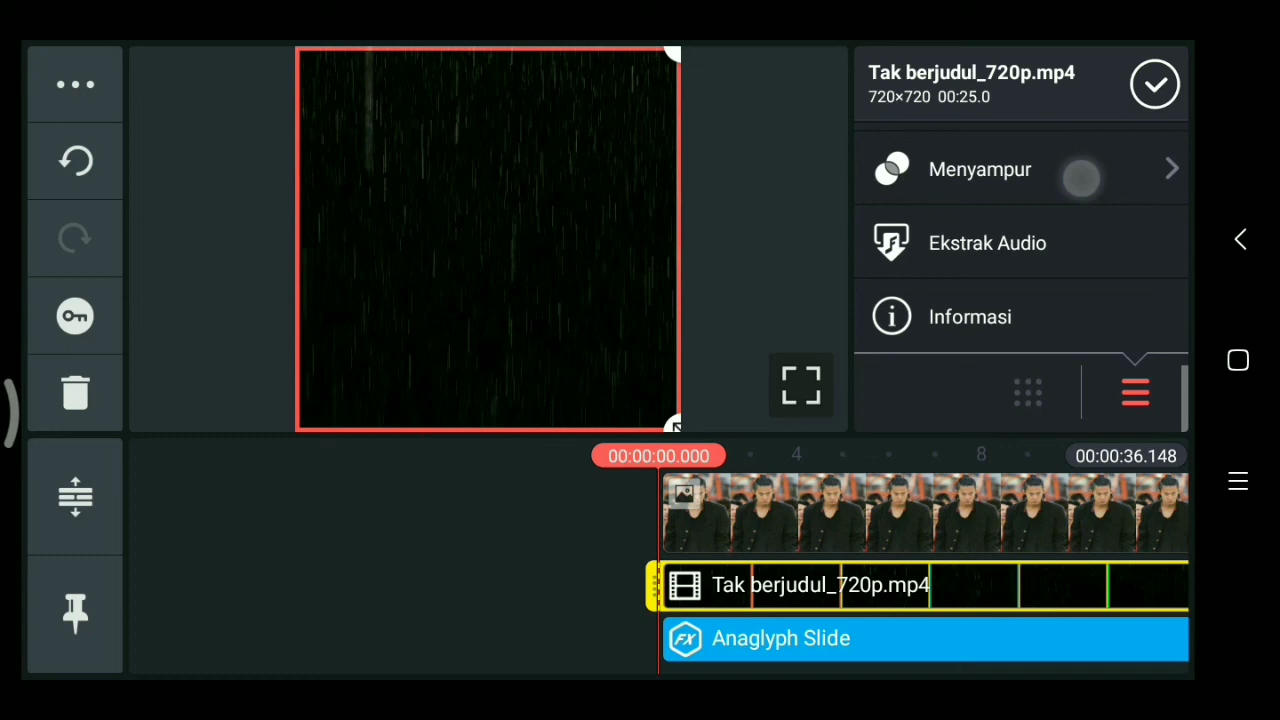 Tak berjudul_720p.mp4
720×720 00:25.0
Menyampur
Ekstrak Audio
Informasi
00:00:00.000
4
8
00:00:36.148
Tak berjudul_720p.mp4
FX
Anaglyph Slide